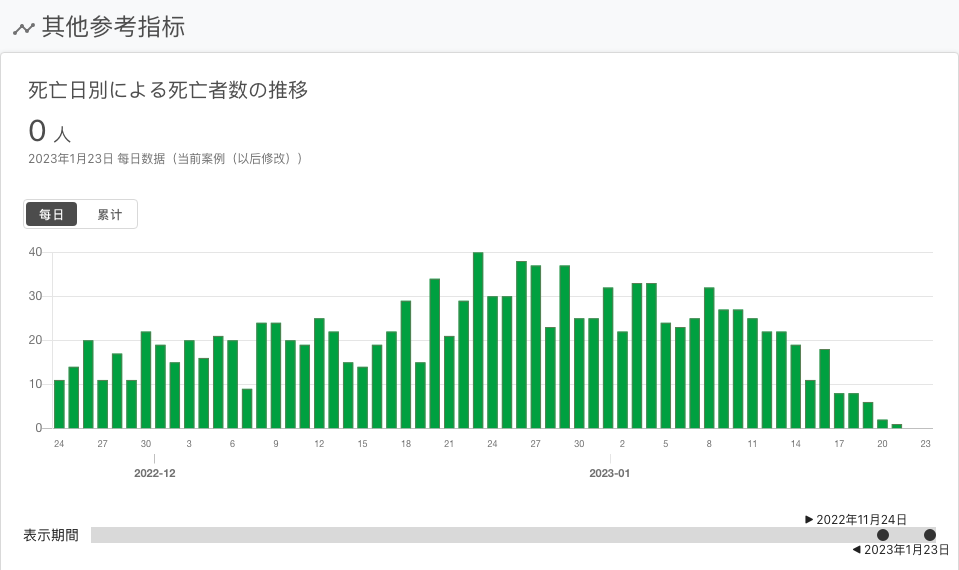 其他参考指标
死亡日別による死亡者数の推移
0 人
2023年1月23日 每日数据（当前案例（以后修改））
每日 累计
40
30
20
10
0
24 27 30 3 6 9 12 15 18 21 24 27 30 2 5 8 11 14 17 20 23
2022-12 2023-01
▶ 2022年11月24日
表示期間
◀ 2023年1月23日